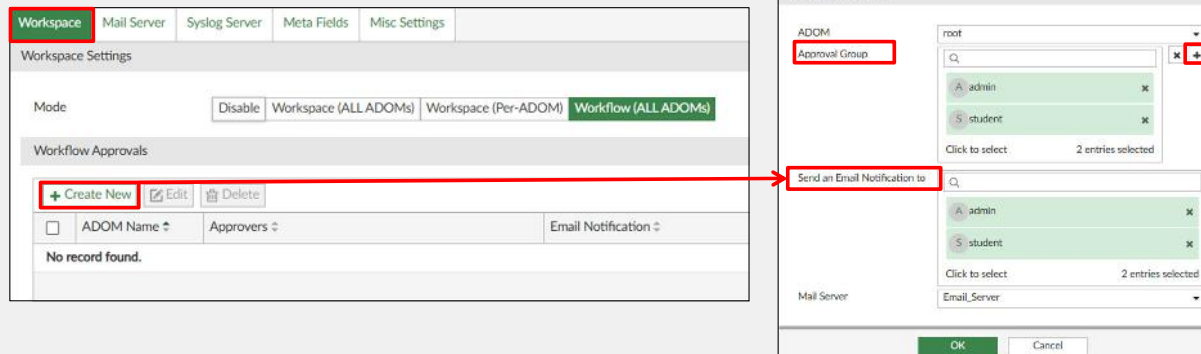 Workspace Mail Server Syslog Server Meta Fields Misc Settings
Workspace Settings
Mode Disable Workspace (ALL ADOMs) Workspace (Per-ADOM) Workflow (ALL ADOMs)
Workflow Approvals
+ Create New Edit Delete
ADOM Name Approvers Email Notification
No record found.
ADOM root
Approval Group
A admin
S student
Click to select 2 entries selected
Send an Email Notification to
A admin
S student
Click to select 2 entries selected
Mail Server Email_Server
OK Cancel